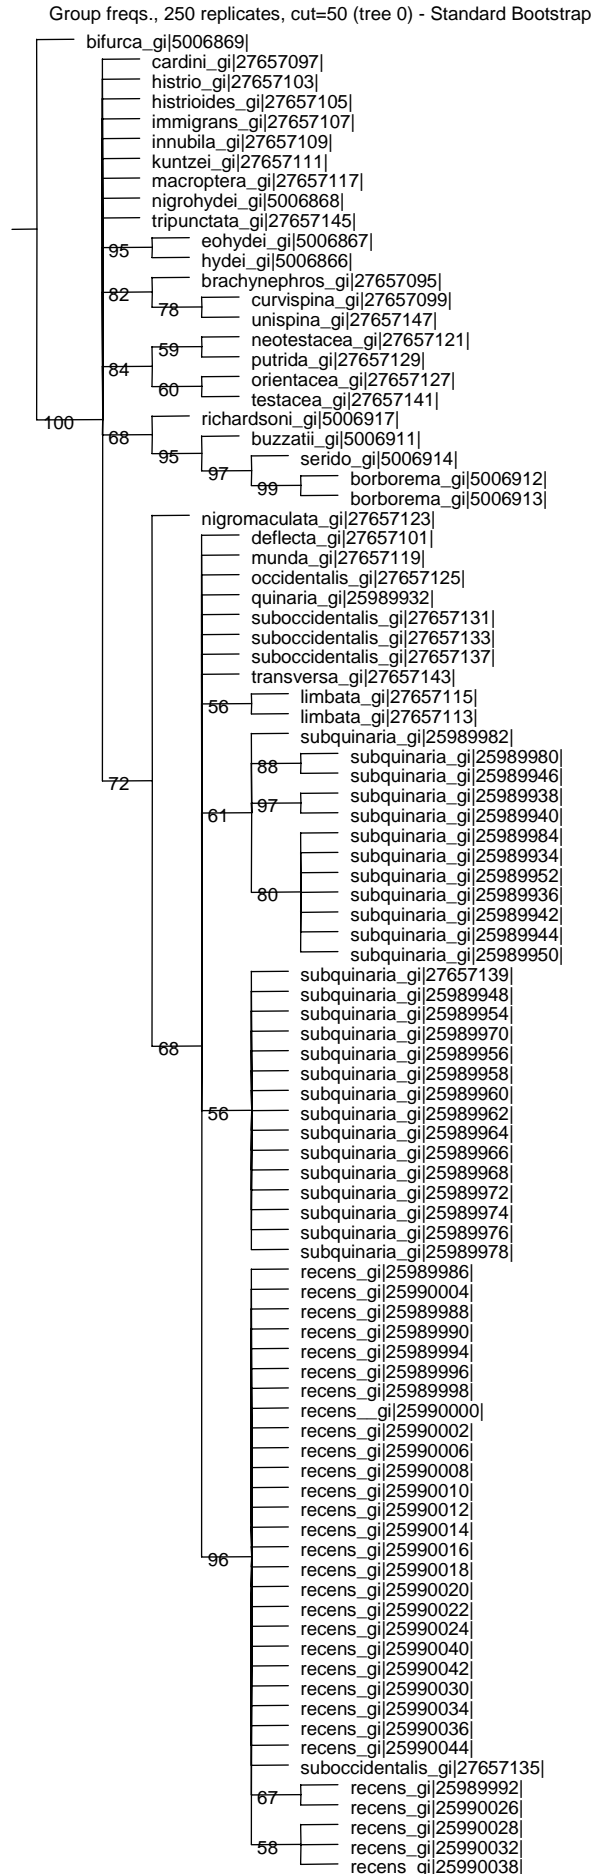 Group freqs., 250 replicates, cut=50 (tree 0) - Standard Bootstrap
bifurca_gi|5006869|
cardini_gi|27657097|
histrio_gi|27657103|
histrioides_gi|27657105|
immigrans_gi|27657107|
innubila_gi|27657109|
kuntzei_gi|27657111|
macroptera_gi|27657117|
nigrohydei_gi|5006868|
tripunctata_gi|27657145|
eohydei_gi|5006867|
95
hydei_gi|5006866|
brachynephros_gi|27657095|
82
curvispina_gi|27657099|
78
unispina_gi|27657147|
neotestacea_gi|27657121|
59
putrida_gi|27657129|
84
orientacea_gi|27657127|
60
testacea_gi|27657141|
richardsoni_gi|5006917|
100
68
buzzatii_gi|5006911|
95
serido_gi|5006914|
97
borborema_gi|5006912|
99
borborema_gi|5006913|
nigromaculata_gi|27657123|
deflecta_gi|27657101|
munda_gi|27657119|
occidentalis_gi|27657125|
quinaria_gi|25989932|
suboccidentalis_gi|27657131|
suboccidentalis_gi|27657133|
suboccidentalis_gi|27657137|
transversa_gi|27657143|
limbata_gi|27657115|
56
limbata_gi|27657113|
subquinaria_gi|25989982|
subquinaria_gi|25989980|
88
subquinaria_gi|25989946|
72
subquinaria_gi|25989938|
97
61
subquinaria_gi|25989940|
subquinaria_gi|25989984|
subquinaria_gi|25989934|
subquinaria_gi|25989952|
80
subquinaria_gi|25989936|
subquinaria_gi|25989942|
subquinaria_gi|25989944|
subquinaria_gi|25989950|
subquinaria_gi|27657139|
subquinaria_gi|25989948|
subquinaria_gi|25989954|
subquinaria_gi|25989970|
68
subquinaria_gi|25989956|
subquinaria_gi|25989958|
subquinaria_gi|25989960|
56
subquinaria_gi|25989962|
subquinaria_gi|25989964|
subquinaria_gi|25989966|
subquinaria_gi|25989968|
subquinaria_gi|25989972|
subquinaria_gi|25989974|
subquinaria_gi|25989976|
subquinaria_gi|25989978|
recens_gi|25989986|
recens_gi|25990004|
recens_gi|25989988|
recens_gi|25989990|
recens_gi|25989994|
recens_gi|25989996|
recens_gi|25989998|
recens__gi|25990000|
recens_gi|25990002|
recens_gi|25990006|
recens_gi|25990008|
recens_gi|25990010|
recens_gi|25990012|
recens_gi|25990014|
recens_gi|25990016|
96
recens_gi|25990018|
recens_gi|25990020|
recens_gi|25990022|
recens_gi|25990024|
recens_gi|25990040|
recens_gi|25990042|
recens_gi|25990030|
recens_gi|25990034|
recens_gi|25990036|
recens_gi|25990044|
suboccidentalis_gi|27657135|
recens_gi|25989992|
67
recens_gi|25990026|
recens_gi|25990028|
58
recens_gi|25990032|
recens_gi|25990038|